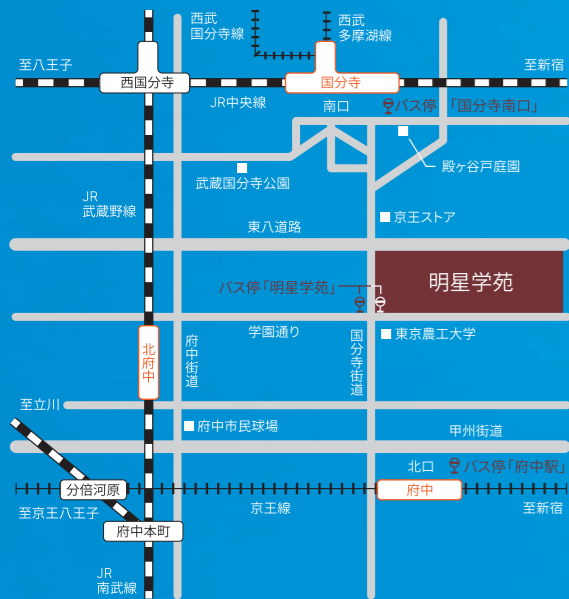 西武
国分寺線
西武
多摩湖線
至八王子
西国分寺
国分寺
至新宿
JR中央線
南口
バス停 「国分寺南口」
殿ヶ谷戸庭園
武蔵国分寺公園
JR
武蔵野線
京王ストア
東八道路
明星学苑
バス停「明星学苑」
学園通り
東京農工大学
北府中
府中街道
国分寺街道
至立川
府中市民球場
甲州街道
北口
バス停「府中駅」
分倍河原
府中
至京王八王子
京王線
至新宿
府中本町
JR
南武線